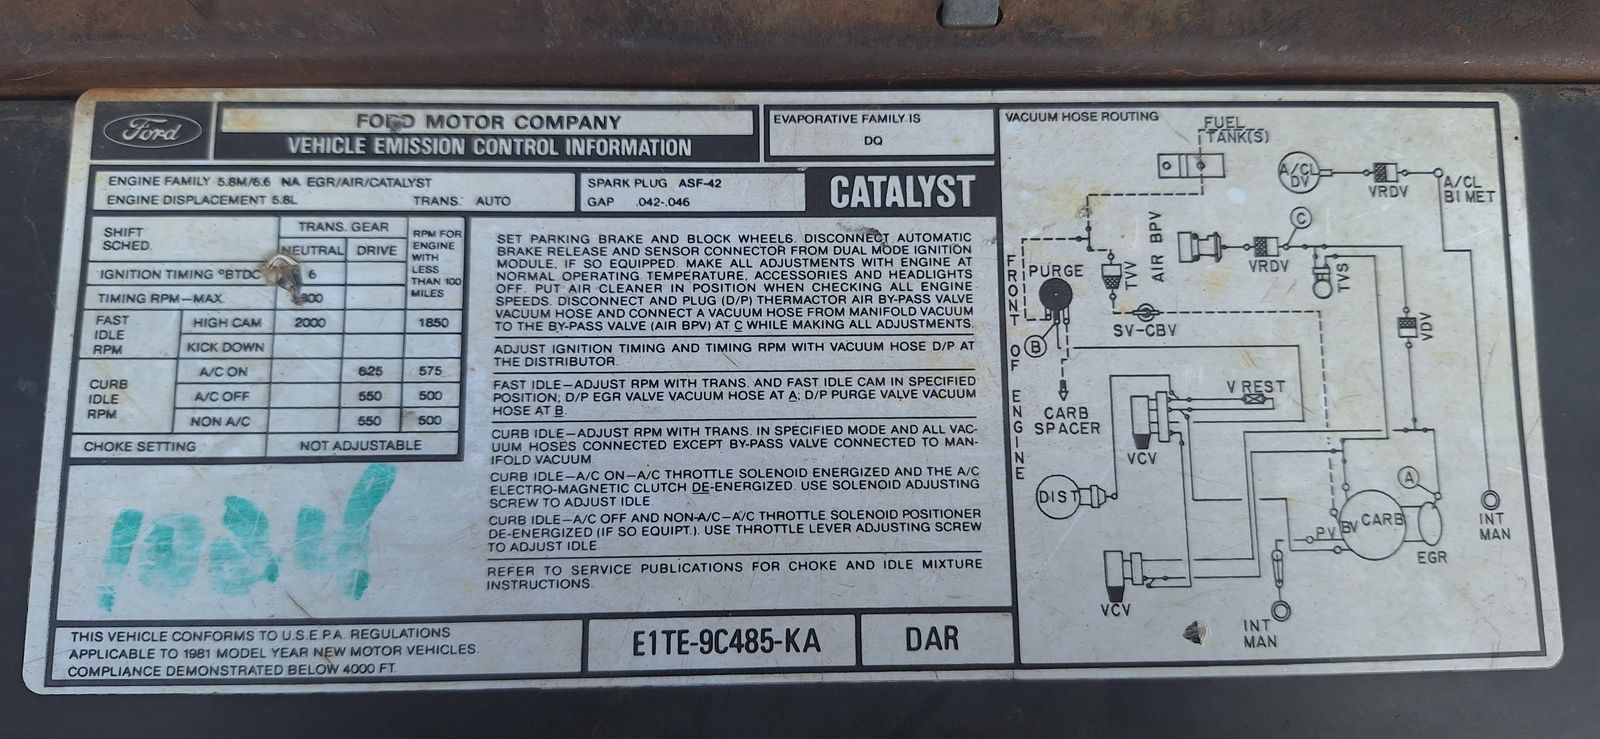 Ford
FORD MOTOR COMPANY
VEHICLE EMISSION CONTROL INFORMATION
EVAPORATIVE FAMILY IS
DQ
ENGINE FAMILY 5.8M/6.6 NA EGR/AIR/CATALYST
ENGINE DISPLACEMENT 5.8L TRANS. AUTO
SPARK PLUG ASF-42
GAP .042-.046
CATALYST
SHIFT SCHED.
TRANS. GEAR
NEUTRAL DRIVE
RPM FOR
ENGINE
WITH
LESS
THAN 100
MILES
IGNITION TIMING °BTDC 6
TIMING RPM-MAX.
FAST IDLE RPM
HIGH CAM 2000 1850
KICK DOWN
CURB IDLE RPM
A/C ON 625 575
A/C OFF 550 500
NON A/C 550 500
CHOKE SETTING NOT ADJUSTABLE
1024
SET PARKING BRAKE AND BLOCK WHEELS. DISCONNECT AUTOMATIC
BRAKE RELEASE AND SENSOR CONNECTOR FROM DUAL MODE IGNITION
MODULE, IF SO EQUIPPED. MAKE ALL ADJUSTMENTS WITH ENGINE AT
NORMAL OPERATING TEMPERATURE, ACCESSORIES AND HEADLIGHTS
OFF. PUT AIR CLEANER IN POSITION WHEN CHECKING ALL ENGINE
SPEEDS. DISCONNECT AND PLUG (D/P) THERMACTOR AIR BY-PASS VALVE
VACUUM HOSE AND CONNECT A VACUUM HOSE FROM MANIFOLD VACUUM
TO THE BY-PASS VALVE (AIR BPV) AT C WHILE MAKING ALL ADJUSTMENTS.
ADJUST IGNITION TIMING AND TIMING RPM WITH VACUUM HOSE D/P AT
THE DISTRIBUTOR.
FAST IDLE—ADJUST RPM WITH TRANS. AND FAST IDLE CAM IN SPECIFIED
POSITION; D/P EGR VALVE VACUUM HOSE AT A; D/P PURGE VALVE VACUUM
HOSE AT B.
CURB IDLE—ADJUST RPM WITH TRANS. IN SPECIFIED MODE AND ALL VAC-
UUM HOSES CONNECTED EXCEPT BY-PASS VALVE CONNECTED TO MAN-
IFOLD VACUUM
CURB IDLE—A/C ON—A/C THROTTLE SOLENOID ENERGIZED AND THE A/C
ELECTRO-MAGNETIC CLUTCH DE-ENERGIZED. USE SOLENOID ADJUSTING
SCREW TO ADJUST IDLE.
CURB IDLE—A/C OFF AND NON-A/C—A/C THROTTLE SOLENOID POSITIONER
DE-ENERGIZED (IF SO EQUIPT.). USE THROTTLE LEVER ADJUSTING SCREW
TO ADJUST IDLE
REFER TO SERVICE PUBLICATIONS FOR CHOKE AND IDLE MIXTURE
INSTRUCTIONS.
THIS VEHICLE CONFORMS TO U.S.E.P.A. REGULATIONS
APPLICABLE TO 1981 MODEL YEAR NEW MOTOR VEHICLES.
COMPLIANCE DEMONSTRATED BELOW 4000 FT.
E1TE-9C485-KA
DAR
VACUUM HOSE ROUTING
FUEL
TANK(S)
A/CL
DV
VRDV
A/CL
BI MET
AIR BPV
VRDV
C
TVS
FRONT OF ENGINE
PURGE
TVV
SV-CBV
VDV
B
CARB
SPACER
V REST
VCV
DIST
A
PV
BV
CARB
EGR
INT
MAN
VCV
INT
MAN